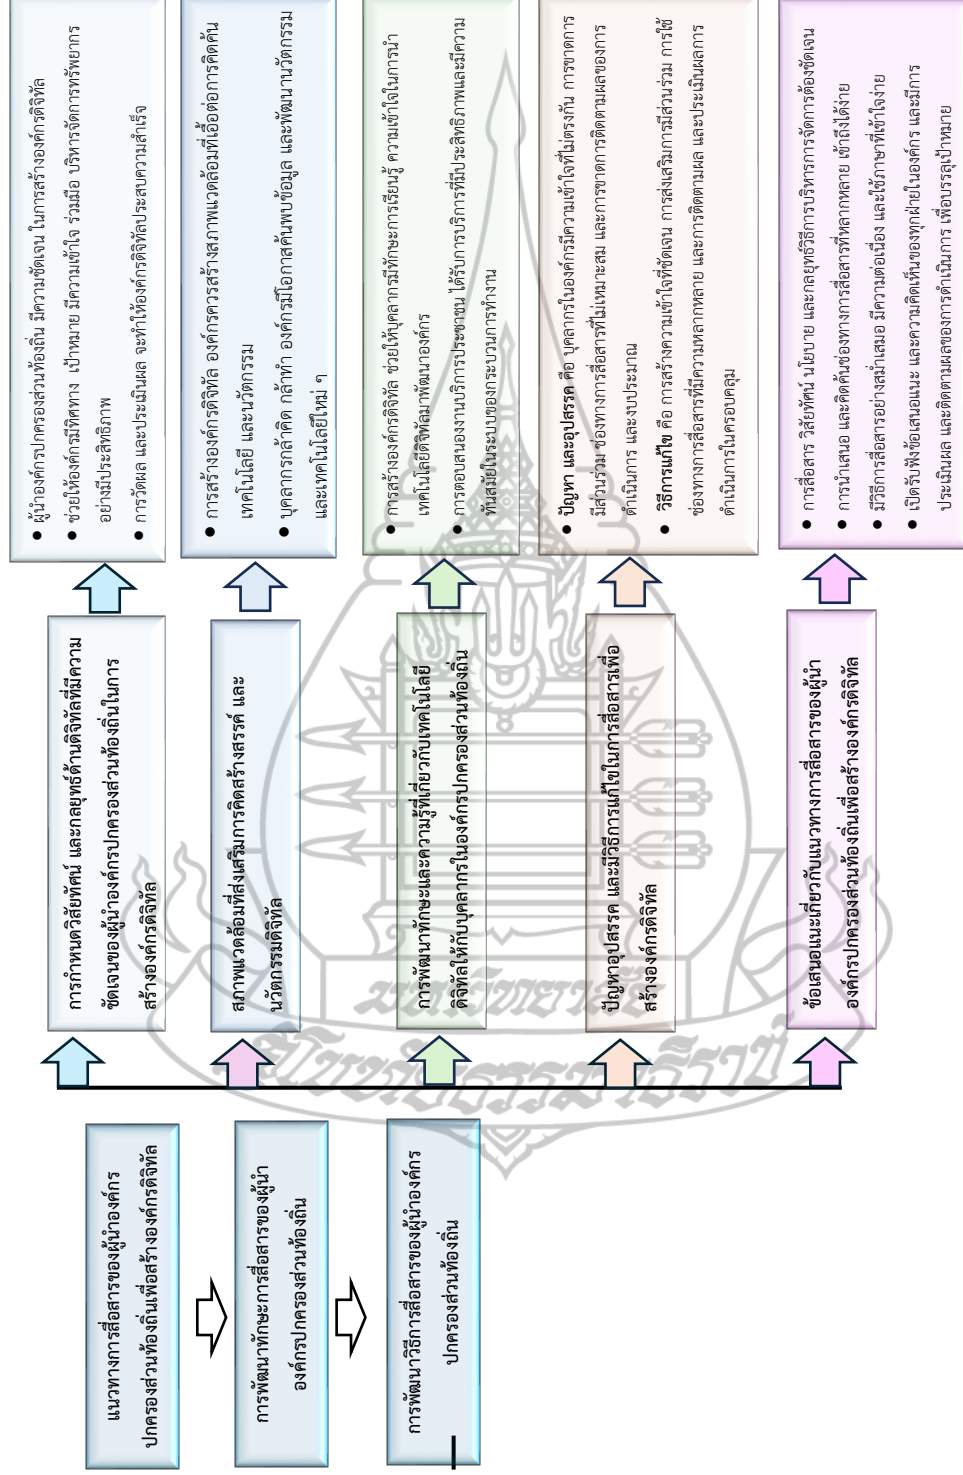 แนวทางการสื่อสารของผู้นำองค์กร
ปกครองส่วนท้องถิ่นเพื่อสร้างองค์กรดิจิทัล
การพัฒนาทักษะการสื่อสารของผู้นำ
องค์กรปกครองส่วนท้องถิ่น
การพัฒนาวิธีการสื่อสารของผู้นำองค์กร
ปกครองส่วนท้องถิ่น
การกำหนดวิสัยทัศน์ และกลยุทธ์ด้านดิจิทัลที่มีความ
ชัดเจนของผู้นำองค์กรปกครองส่วนท้องถิ่นในการ
สร้างองค์กรดิจิทัล
● ผู้นำองค์กรปกครองส่วนท้องถิ่น มีความชัดเจน ในการสร้างองค์กรดิจิทัล
● ช่วยให้องค์กรมีทิศทาง เป้าหมาย มีความเข้าใจ ร่วมมือ บริหารจัดการทรัพยากร
อย่างมีประสิทธิภาพ
● การวัดผล และประเมินผล จะทำให้องค์กรดิจิทัลประสบความสำเร็จ
สภาพแวดล้อมที่ส่งเสริมการคิดสร้างสรรค์ และ
นวัตกรรมดิจิทัล
● การสร้างองค์กรดิจิทัล องค์กรควรสร้างสภาพแวดล้อมที่เอื้อต่อการคิดค้น
เทคโนโลยี และนวัตกรรม
● บุคลากรกล้าคิด กล้าทำ องค์กรมีโอกาสค้นพบข้อมูล และพัฒนานวัตกรรม
และเทคโนโลยีใหม่ ๆ
การพัฒนาทักษะและความรู้ที่เกี่ยวกับเทคโนโลยี
ดิจิทัลให้กับบุคลากรในองค์กรปกครองส่วนท้องถิ่น
● การสร้างองค์กรดิจิทัล ช่วยให้บุคลากรมีทักษะการเรียนรู้ ความเข้าใจในการนำ
เทคโนโลยีดิจิทัลมาพัฒนาองค์กร
● การตอบสนองงานบริการประชาชน ได้รับการบริการที่มีประสิทธิภาพและมีความ
ทันสมัยในระบบของกระบวนการทำงาน
ปัญหาอุปสรรค และมีวิธีการแก้ไขในการสื่อสารเพื่อ
สร้างองค์กรดิจิทัล
● ปัญหา และอุปสรรค คือ บุคลากรในองค์กรมีความเข้าใจที่ไม่ตรงกัน การขาดการ
มีส่วนร่วม ช่องทางการสื่อสารที่ไม่เหมาะสม และการขาดการติดตามผลของการ
ดำเนินการ และงบประมาณ
● วิธีการแก้ไข คือ การสร้างความเข้าใจที่ชัดเจน การส่งเสริมการมีส่วนร่วม การใช้
ช่องทางการสื่อสารที่มีความหลากหลาย และการติดตามผล และประเมินผลการ
ดำเนินการในครอบคลุม
ข้อเสนอแนะเกี่ยวกับแนวทางการสื่อสารของผู้นำ
องค์กรปกครองส่วนท้องถิ่นเพื่อสร้างองค์กรดิจิทัล
● การสื่อสาร วิสัยทัศน์ นโยบาย และกลยุทธ์วิธีการบริหารการจัดการต้องชัดเจน
● การนำเสนอ และคิดค้นช่องทางการสื่อสารที่หลากหลาย เข้าถึงได้ง่าย
● มีวิธีการสื่อสารอย่างสม่ำเสมอ มีความต่อเนื่อง และใช้ภาษาที่เข้าใจง่าย
● เปิดรับฟังข้อเสนอแนะ และความคิดเห็นของทุกฝ่ายในองค์กร และมีการ
ประเมินผล และติดตามผลของการดำเนินการ เพื่อบรรลุเป้าหมาย
มหาวิทยาลัย
สุโขทัยธรรมาธิราช